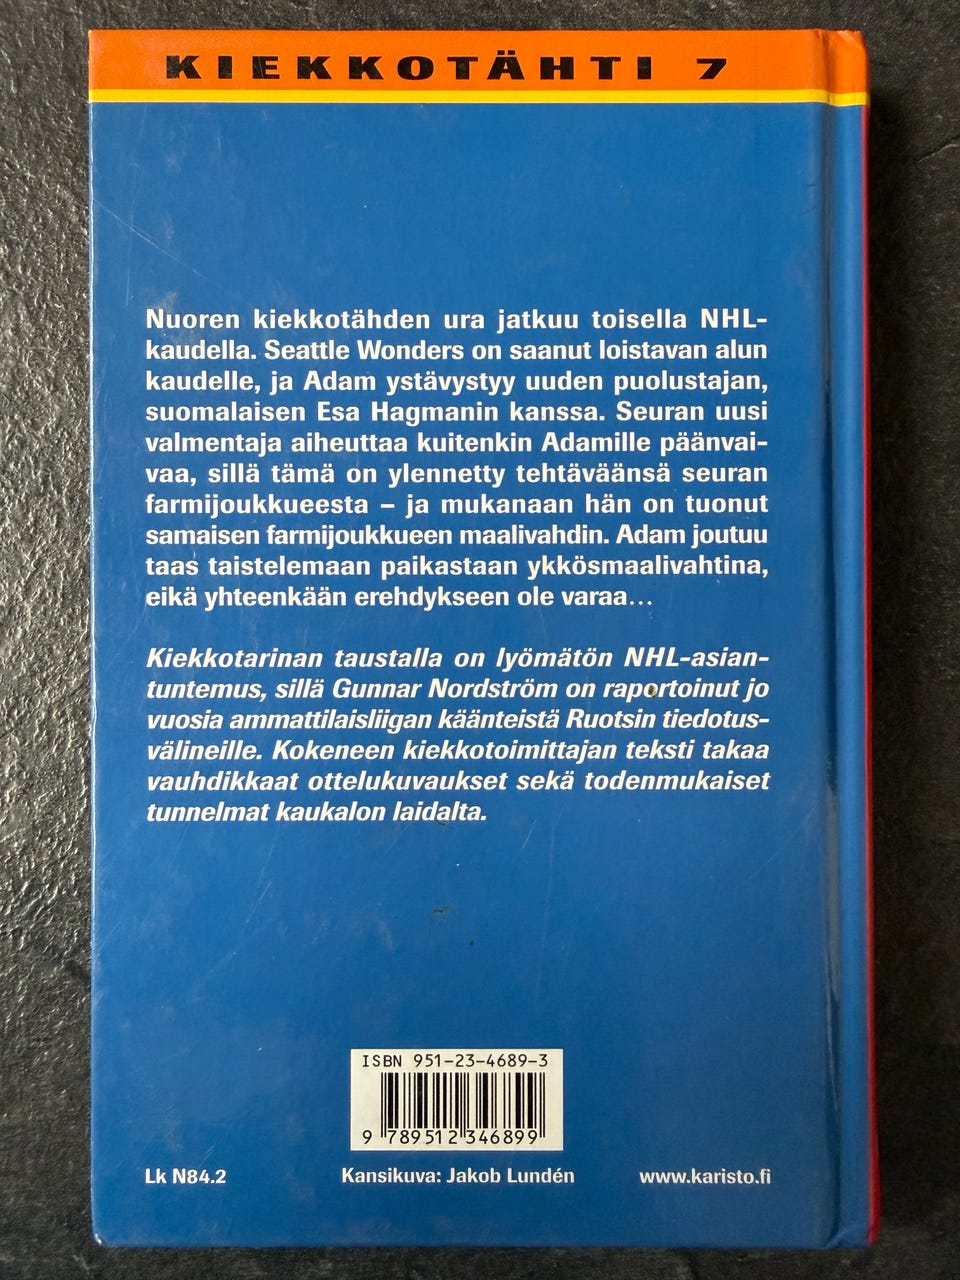 KIEKKOTÄHTI 7
Nuoren kiekkotähden ura jatkuu toisella NHL-
kaudella. Seattle Wonders on saanut loistavan alun
kaudelle, ja Adam ystävystyy uuden puolustajan,
suomalaisen Esa Hagmanin kanssa. Seuran uusi
valmentaja aiheuttaa kuitenkin Adamille päänvai-
vaa, sillä tämä on ylennetty tehtäväänsä seuran
farmijoukkueesta – ja mukanaan hän on tuonut
samaisen farmijoukkueen maalivahdin. Adam joutuu
taas taistelemaan paikastaan ykkösmaalivahtina,
eikä yhteenkään erehdykseen ole varaa...
Kiekkotarinan taustalla on lyömätön NHL-asian-
tuntemus, sillä Gunnar Nordström on raportoinut jo
vuosia ammattilaisliigan käänteistä Ruotsin tiedotus-
välineille. Kokeneen kiekkotoimittajan teksti takaa
vauhdikkaat ottelukuvaukset sekä todenmukaiset
tunnelmat kaukalon laidalta.
ISBN 951-23-4689-3
9 789512 346899
Lk N84.2 Kansikuva: Jakob Lundén www.karisto.fi